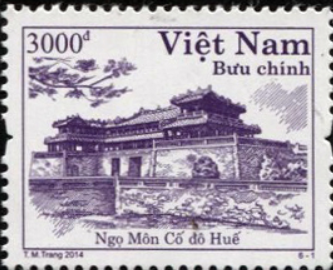 3000đ
Việt Nam
Bưu chính
Ngọ Môn Cố đô Huế
T. M. Trang 2014
6 - 1